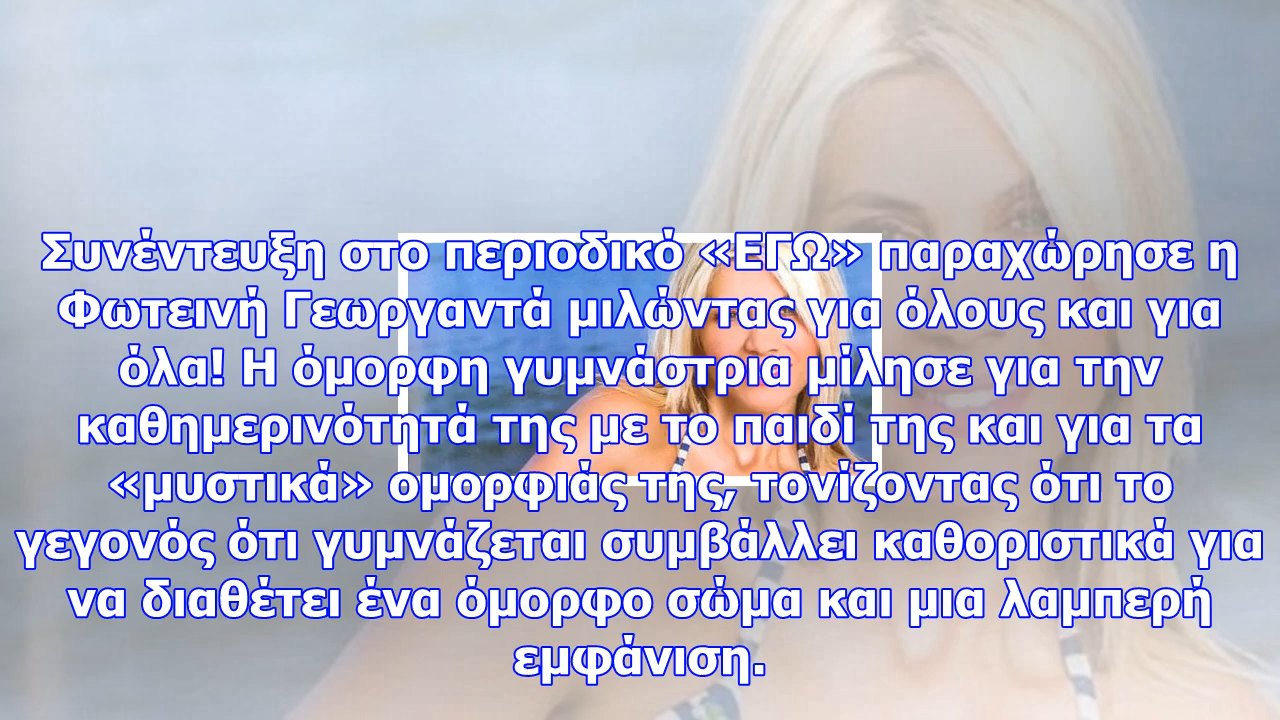 Συνέντευξη στο περιοδικό «ΕΓΩ» παραχώρησε η
Φωτεινή Γεωργαντά μιλώντας για όλους και για
όλα! Η όμορφη γυμνάστρια μίλησε για την
καθημερινότητά της με το παιδί της και για τα
«μυστικά» ομορφιάς της, τονίζοντας ότι το
γεγονός ότι γυμνάζεται συμβάλλει καθοριστικά για
να διαθέτει ένα όμορφο σώμα και μια λαμπερή
εμφάνιση.